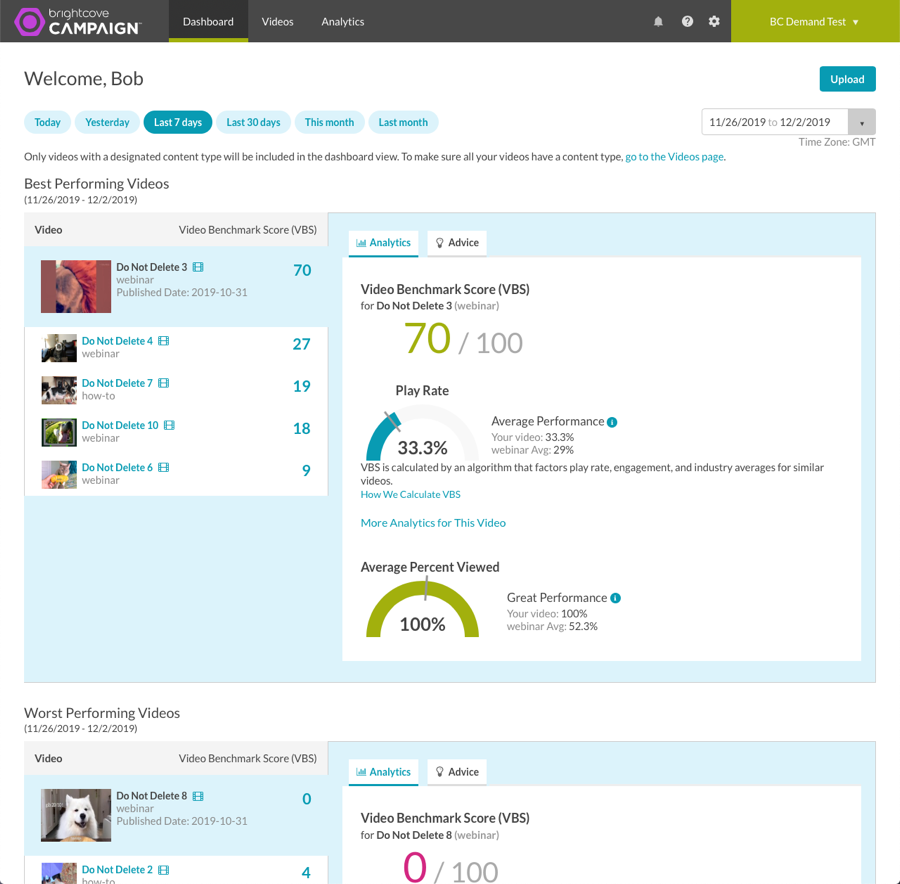 brightcove
CAMPAIGN
Dashboard
Videos
Analytics
BC Demand Test
Welcome, Bob
Upload
Today
Yesterday
Last 7 days
Last 30 days
This month
Last month
11/26/2019 to 12/2/2019
Time Zone: GMT
Only videos with a designated content type will be included in the dashboard view. To make sure all your videos have a content type, go to the Videos page.
Best Performing Videos
(11/26/2019 - 12/2/2019)
Video
Video Benchmark Score (VBS)
Do Not Delete 3
70
webinar
Published Date: 2019-10-31
Do Not Delete 4
27
webinar
Do Not Delete 7
19
how-to
Do Not Delete 10
18
webinar
Do Not Delete 6
9
webinar
Analytics
Advice
Video Benchmark Score (VBS)
for Do Not Delete 3 (webinar)
70 / 100
Play Rate
33.3%
Average Performance
Your video: 33.3%
webinar Avg: 29%
VBS is calculated by an algorithm that factors play rate, engagement, and industry averages for similar
videos.
How We Calculate VBS
More Analytics for This Video
Average Percent Viewed
100%
Great Performance
Your video: 100%
webinar Avg: 52.3%
Worst Performing Videos
(11/26/2019 - 12/2/2019)
Video
Video Benchmark Score (VBS)
Do Not Delete 8
0
webinar
Published Date: 2019-10-31
Do Not Delete 2
4
how-to
Analytics
Advice
Video Benchmark Score (VBS)
for Do Not Delete 8 (webinar)
0 / 100